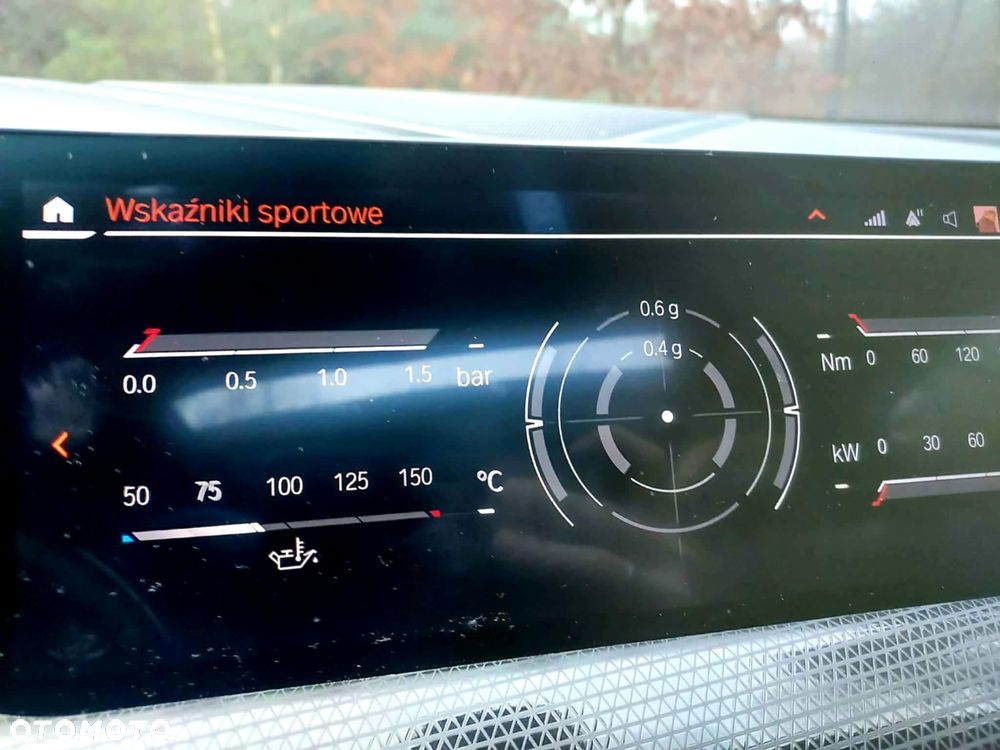 Wskaźniki sportowe
0.6 g
0.4 g
0.0 0.5 1.0 1.5 bar
Nm 0 60 120
kW 0 30 60
50 75 100 125 150 °C
OTOMOTO